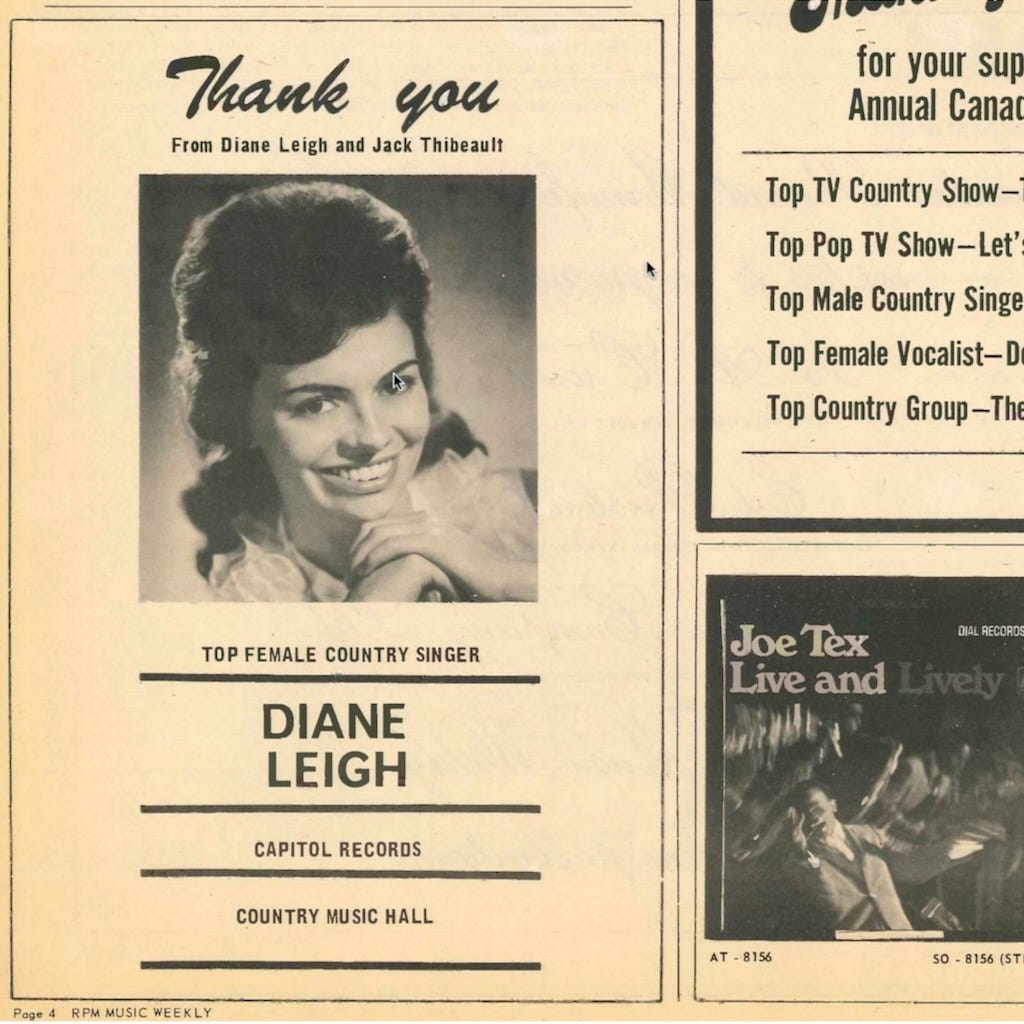 Thank you
From Diane Leigh and Jack Thibeault
TOP FEMALE COUNTRY SINGER
DIANE
LEIGH
CAPITOL RECORDS
COUNTRY MUSIC HALL
Page 4 RPM MUSIC WEEKLY
for your
Annual
Top TV Country Show—
Top Pop TV Show—Let's
Top Male Country Singe
Top Female Vocalist—
Top Country Group—The
Joe Tex
DIAL RECORDS
Live and Lively
AT - 8156
SO - 8156